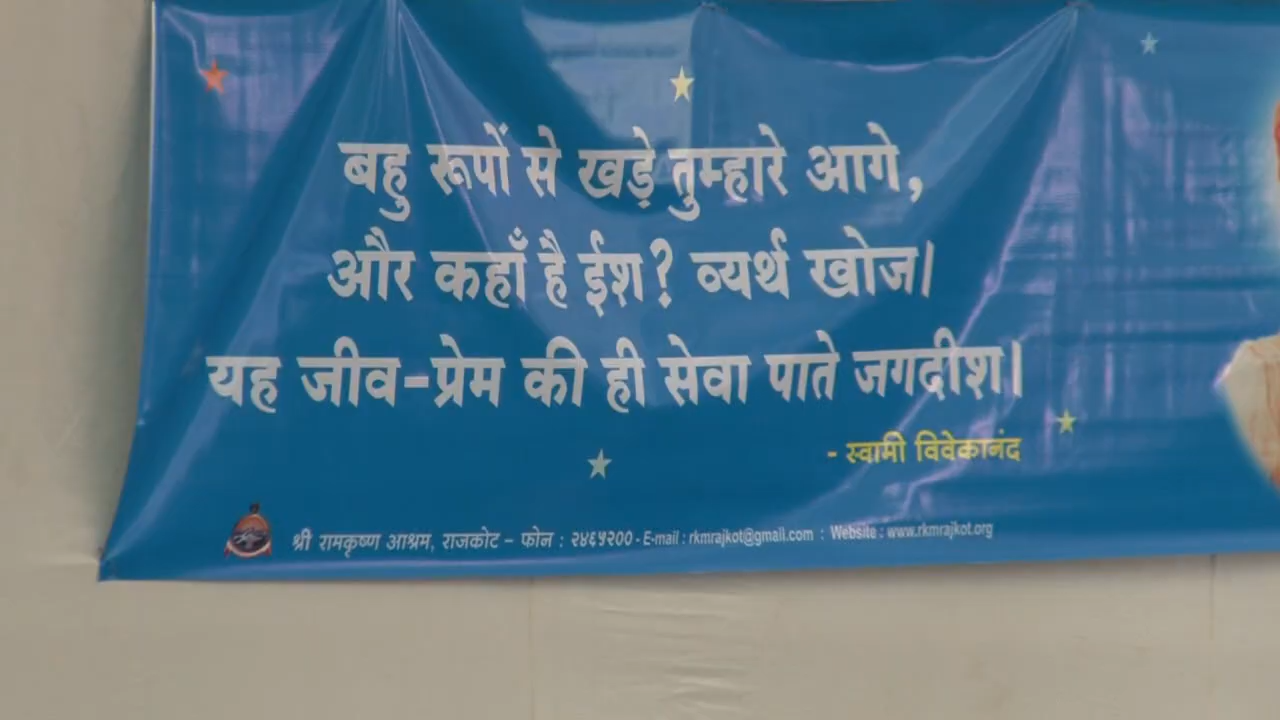 बहु रूपों से खड़े तुम्हारे आगे,
और कहाँ है ईश? व्यर्थ खोज।
यह जीव-प्रेम की ही सेवा पाते जगदीश।
- स्वामी विवेकानंद
श्री रामकृष्ण आश्रम, राजकोट - फोन : २४६५२०० - E-mail : rkmrajkot@gmail.com : Website : www.rkmrajkot.org